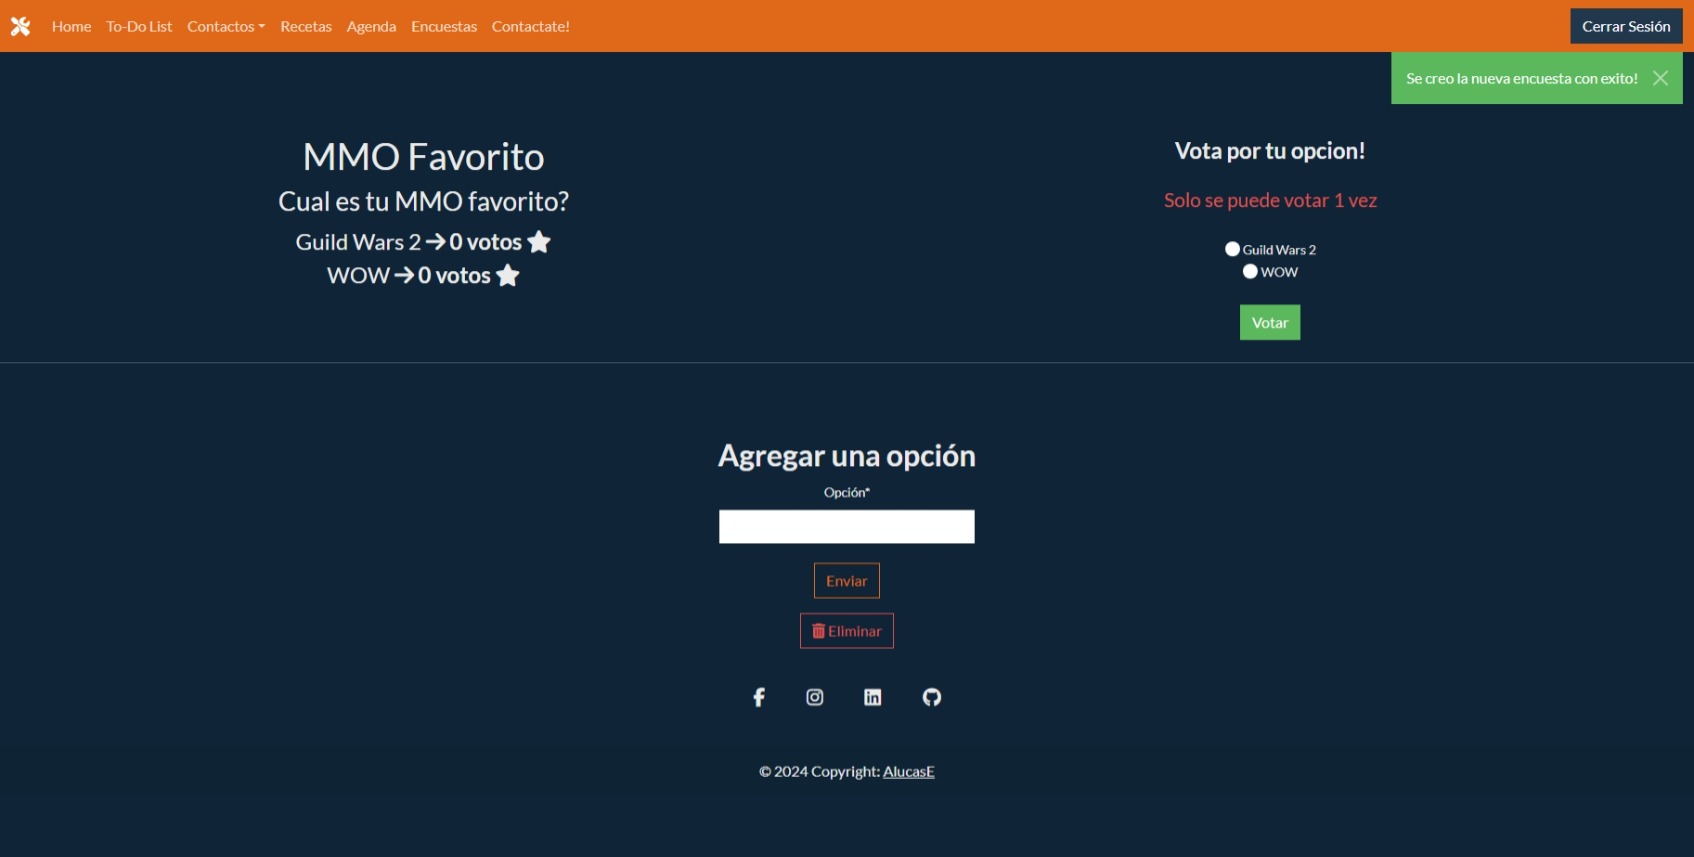 Home To-Do List Contactos Recetas Agenda Encuestas Contactate! Cerrar Sesión
Se creo la nueva encuesta con exito!
MMO Favorito
Cual es tu MMO favorito?
Guild Wars 2 → 0 votos
WOW → 0 votos
Vota por tu opcion!
Solo se puede votar 1 vez
Guild Wars 2
WOW
Votar
Agregar una opción
Opción*
Enviar
Eliminar
© 2024 Copyright: AlucasE